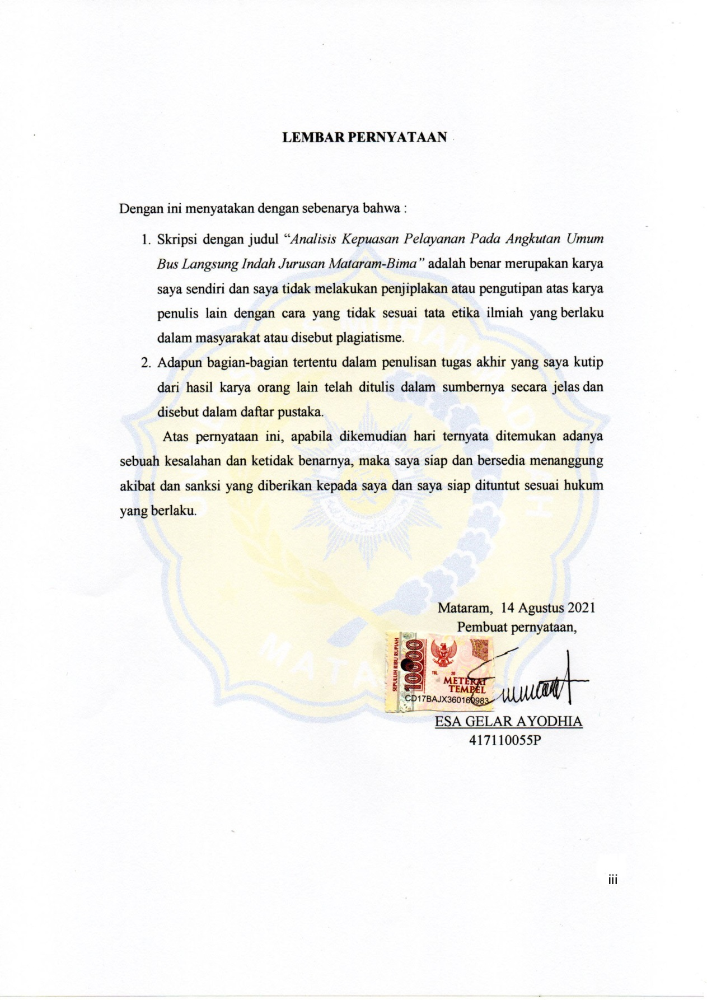 LEMBAR PERNYATAAN
Dengan ini menyatakan dengan sebenarya bahwa :
1. Skripsi dengan judul “Analisis Kepuasan Pelayanan Pada Angkutan Umum
Bus Langsung Indah Jurusan Mataram-Bima” adalah benar merupakan karya
saya sendiri dan saya tidak melakukan penjiplakan atau pengutipan atas karya
penulis lain dengan cara yang tidak sesuai tata etika ilmiah yang berlaku
dalam masyarakat atau disebut plagiatisme.
2. Adapun bagian-bagian tertentu dalam penulisan tugas akhir yang saya kutip
dari hasil karya orang lain telah ditulis dalam sumbernya secara jelas dan
disebut dalam daftar pustaka.
Atas pernyataan ini, apabila dikemudian hari ternyata ditemukan adanya
sebuah kesalahan dan ketidak benarnya, maka saya siap dan bersedia menanggung
akibat dan sanksi yang diberikan kepada saya dan saya siap dituntut sesuai hukum
yang berlaku.
Mataram, 14 Agustus 2021
Pembuat pernyataan,
SEPULUH RIBU RUPIAH
10000
TGL. 20
METERAI
TEMPEL
CD17BAJX360160983
ESA GELAR AYODHIA
417110055P
iii